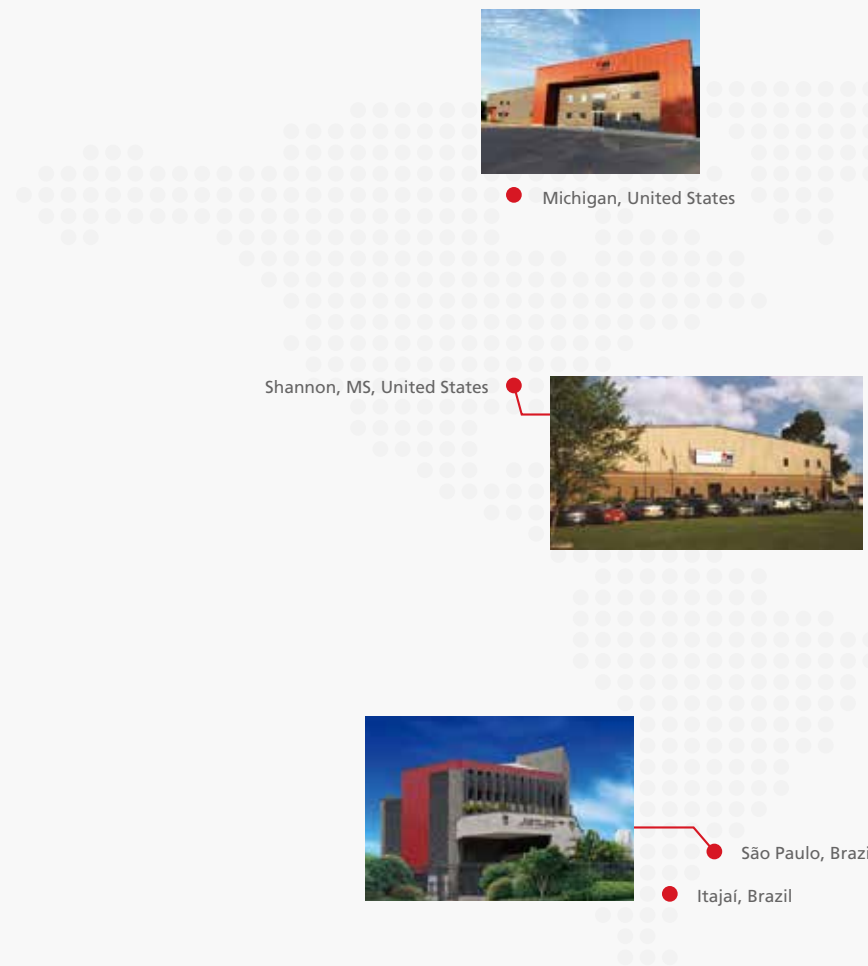 Michigan, United States
Shannon, MS, United States
São Paulo, Brazi
Itajaí, Brazil